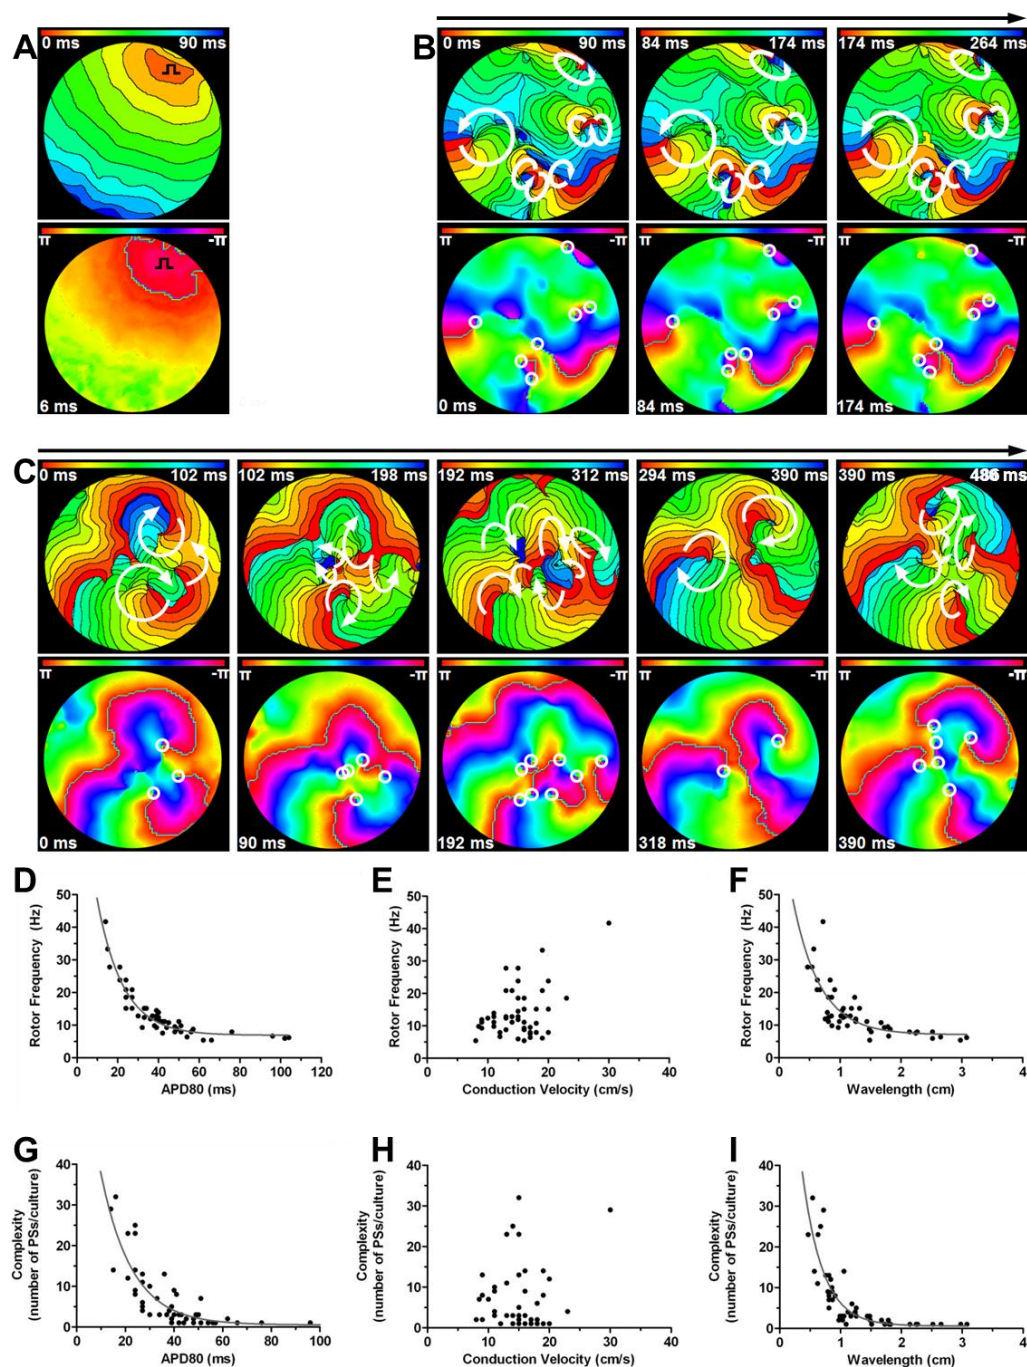 A
0 ms 90 ms
π -π
6 ms
B
0 ms 90 ms
84 ms 174 ms
174 ms 264 ms
π -π
π -π
π -π
0 ms
84 ms
174 ms
C
0 ms 102 ms
102 ms 198 ms
192 ms 312 ms
294 ms 390 ms
390 ms 486 ms
π -π
π -π
π -π
π -π
π -π
0 ms
90 ms
192 ms
318 ms
390 ms
D
Rotor Frequency (Hz)
50
40
30
20
10
0
0 20 40 60 80 100 120
APD80 (ms)
E
Rotor Frequency (Hz)
50
40
30
20
10
0
0 10 20 30 40
Conduction Velocity (cm/s)
F
Rotor Frequency (Hz)
50
40
30
20
10
0
0 1 2 3 4
Wavelength (cm)
G
Complexity
(number of PSs/culture)
40
30
20
10
0
0 20 40 60 80 100
APD80 (ms)
H
Complexity
(number of PSs/culture)
40
30
20
10
0
0 10 20 30 40
Conduction Velocity (cm/s)
I
Complexity
(number of PSs/culture)
40
30
20
10
0
0 1 2 3 4
Wavelength (cm)